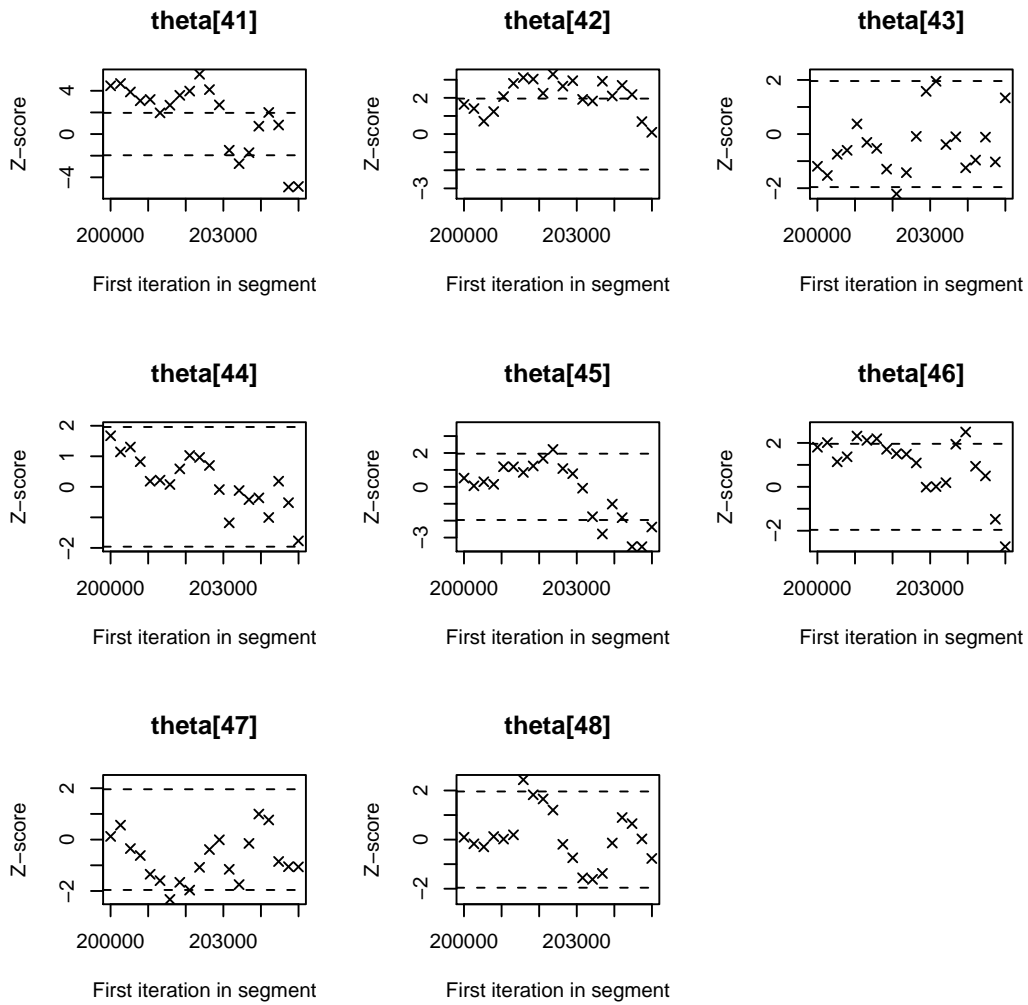 theta[41]
Z−score
−4 0 4
200000 203000
First iteration in segment
theta[42]
Z−score
−3 0 2
200000 203000
First iteration in segment
theta[43]
Z−score
−2 0 2
200000 203000
First iteration in segment
theta[44]
Z−score
−2 0 1 2
200000 203000
First iteration in segment
theta[45]
Z−score
−3 0 2
200000 203000
First iteration in segment
theta[46]
Z−score
−2 0 2
200000 203000
First iteration in segment
theta[47]
Z−score
−2 0 2
200000 203000
First iteration in segment
theta[48]
Z−score
−2 0 2
200000 203000
First iteration in segment